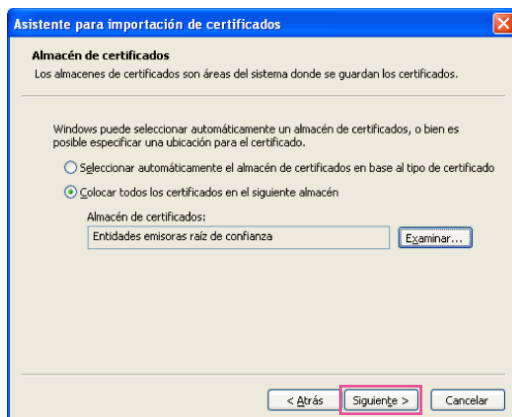 Asistente para importación de certificados
Almacén de certificados
Los almacenes de certificados son áreas del sistema donde se guardan los certificados.
Windows puede seleccionar automáticamente un almacén de certificados, o bien es
posible especificar una ubicación para el certificado.
Seleccionar automáticamente el almacén de certificados en base al tipo de certificado
Colocar todos los certificados en el siguiente almacén
Almacén de certificados:
Entidades emisoras raíz de confianza
Examinar...
< Atrás
Siguiente >
Cancelar